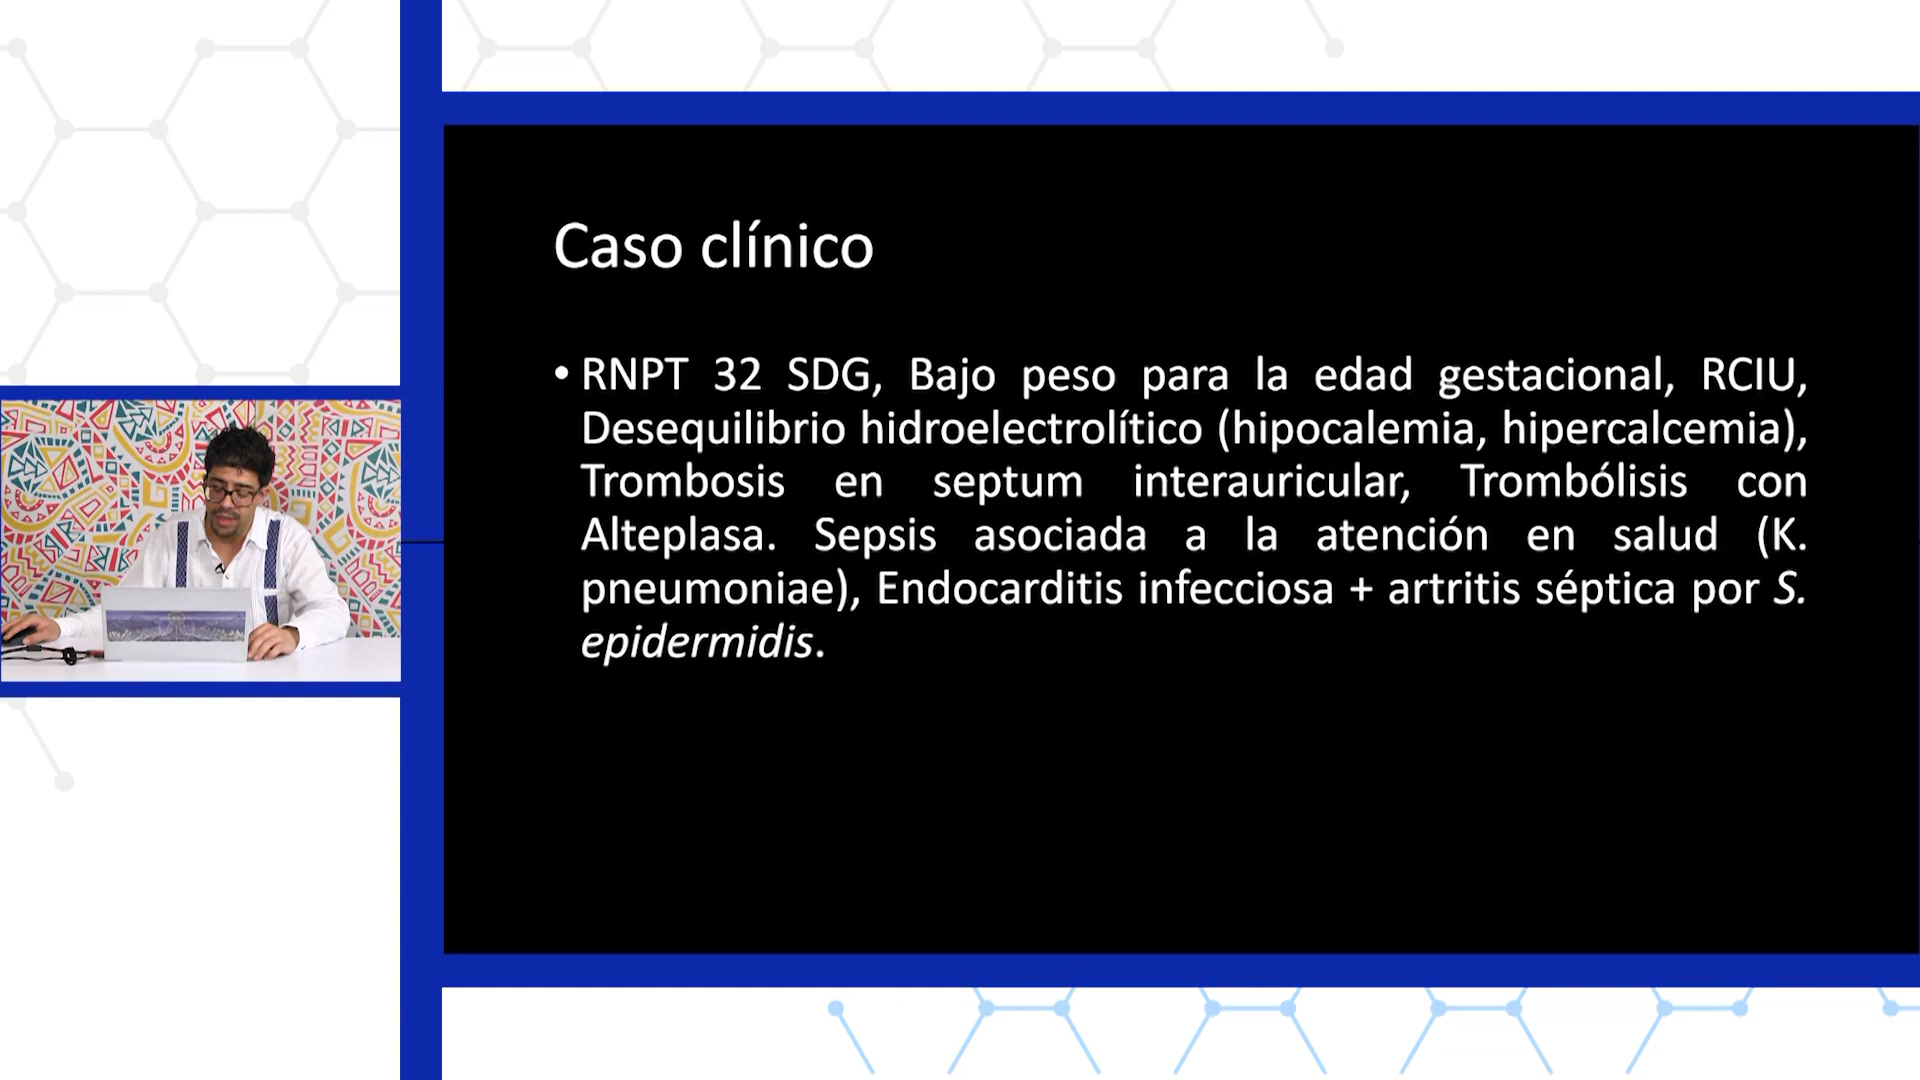 Caso clínico
• RNPT 32 SDG, Bajo peso para la edad gestacional, RCIU,
Desequilibrio hidroelectrolítico (hipocalemia, hipercalcemia),
Trombosis en septum interauricular, Trombólisis con
Alteplasa. Sepsis asociada a la atención en salud (K.
pneumoniae), Endocarditis infecciosa + artritis séptica por S.
epidermidis.